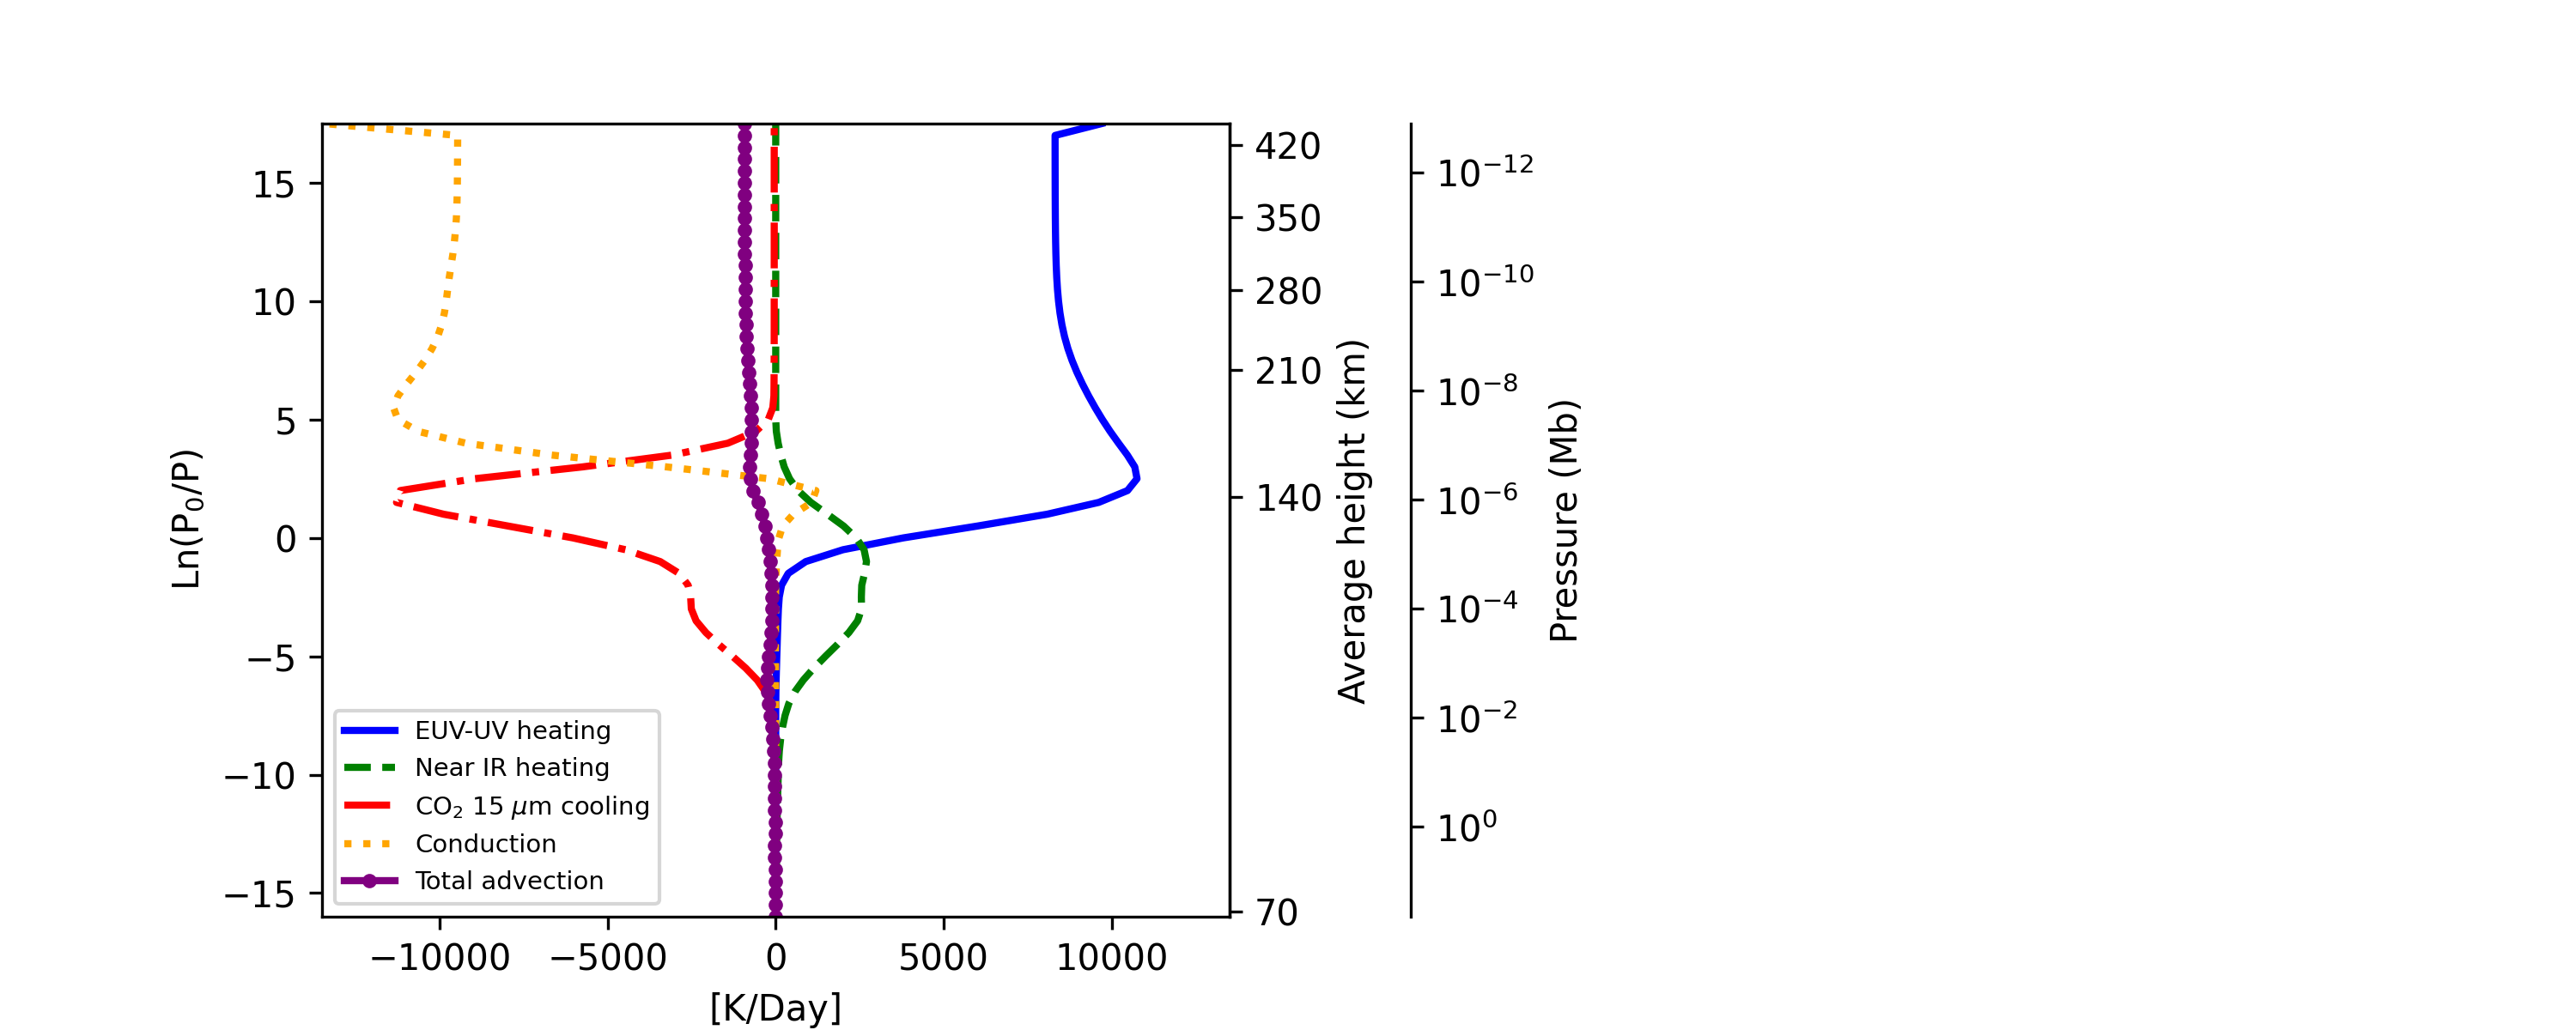 Ln(P₀/P)
15
10
5
0
−5
−10
−15
EUV-UV heating
Near IR heating
CO₂ 15 μm cooling
Conduction
Total advection
−10000 −5000 0 5000 10000
[K/Day]
420
350
280
210
140
70
Average height (km)
10⁻¹²
10⁻¹⁰
10⁻⁸
10⁻⁶
10⁻⁴
10⁻²
10⁰
Pressure (Mb)